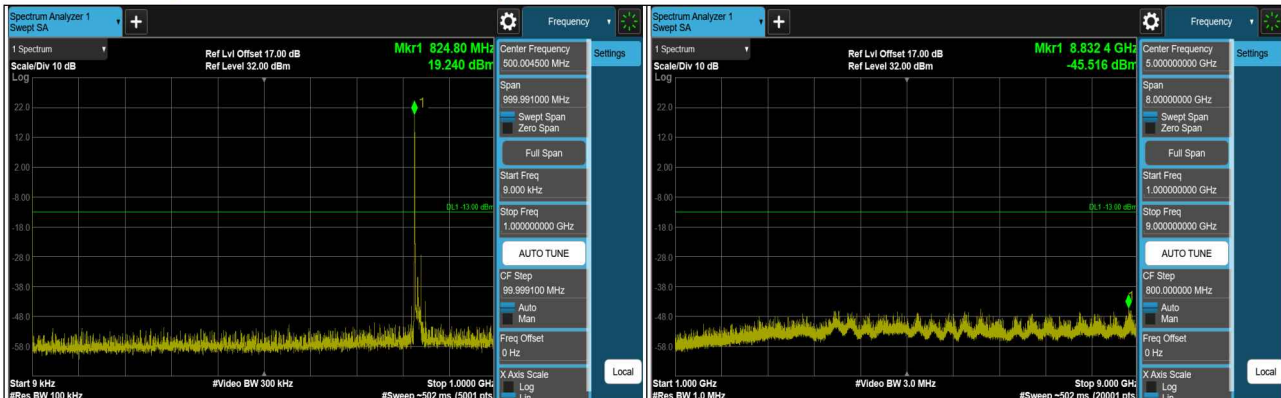 Spectrum Analyzer 1
Swept SA
+
Frequency
1 Spectrum
Scale/Div 10 dB
Ref Lvl Offset 17.00 dB
Ref Level 32.00 dBm
Mkr1 824.80 MHz
19.240 dBm
Log
22.0
12.0
2.00
-8.00
-18.0
-28.0
-38.0
-48.0
-58.0
1
DL1 -13.00 dBm
Start 9 kHz
#Video BW 300 kHz
Stop 1.0000 GHz
#Res BW 100 kHz
#Sweep ~502 ms (5001 pts)
Center Frequency
500.004500 MHz
Span
999.991000 MHz
Swept Span
Zero Span
Full Span
Start Freq
9.000 kHz
Stop Freq
1.000000000 GHz
AUTO TUNE
CF Step
99.999100 MHz
Auto
Man
Freq Offset
0 Hz
X Axis Scale
Log
Lin
Settings
Local
Spectrum Analyzer 1
Swept SA
+
Frequency
1 Spectrum
Scale/Div 10 dB
Ref Lvl Offset 17.00 dB
Ref Level 32.00 dBm
Mkr1 8.832 4 GHz
-45.516 dBm
Log
22.0
12.0
2.00
-8.00
-18.0
-28.0
-38.0
-48.0
-58.0
DL1 -13.00 dBm
Start 1.000 GHz
#Video BW 3.0 MHz
Stop 9.000 GHz
#Res BW 1.0 MHz
#Sweep ~502 ms (20001 pts)
Center Frequency
5.00000000 GHz
Span
8.00000000 GHz
Swept Span
Zero Span
Full Span
Start Freq
1.000000000 GHz
Stop Freq
9.000000000 GHz
AUTO TUNE
CF Step
800.000000 MHz
Auto
Man
Freq Offset
0 Hz
X Axis Scale
Log
Lin
Settings
Local